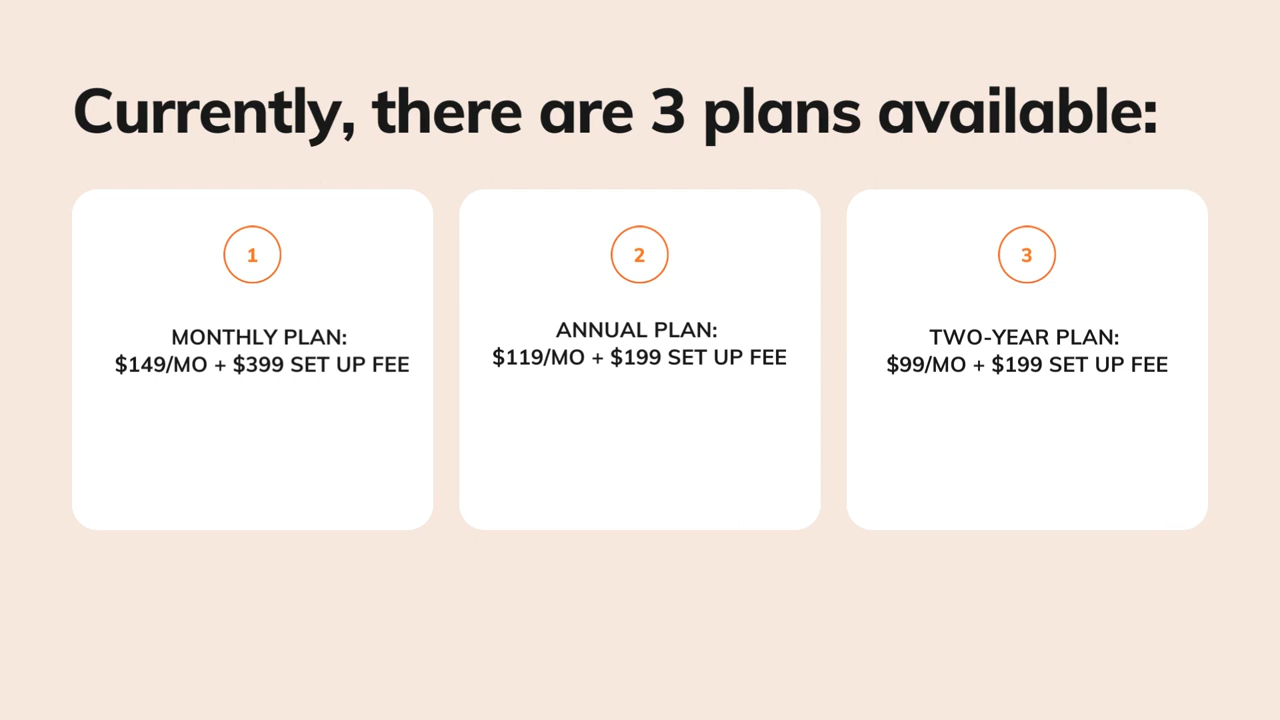 Currently, there are 3 plans available:
1
MONTHLY PLAN:
$149/MO + $399 SET UP FEE
2
ANNUAL PLAN:
$119/MO + $199 SET UP FEE
3
TWO-YEAR PLAN:
$99/MO + $199 SET UP FEE